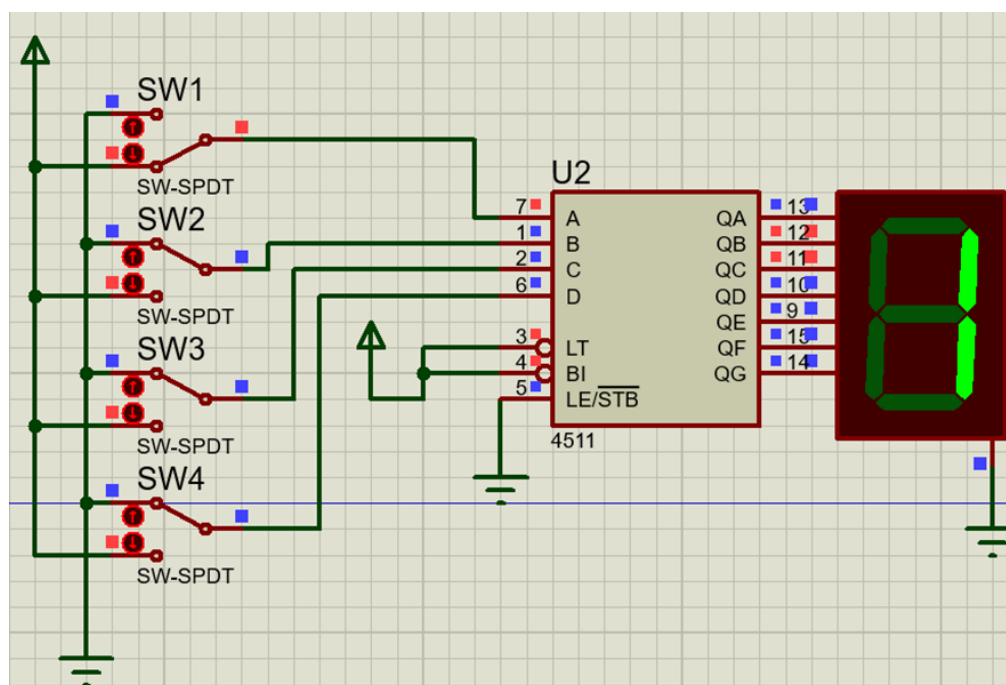 SW1
SW-SPDT
SW2
SW-SPDT
SW3
SW-SPDT
SW4
SW-SPDT
U2
7 A QA 13
1 B QB 12
2 C QC 11
6 D QD 10
QE 9
3 LT QF 15
4 BI QG 14
5 LE/STB
4511
1